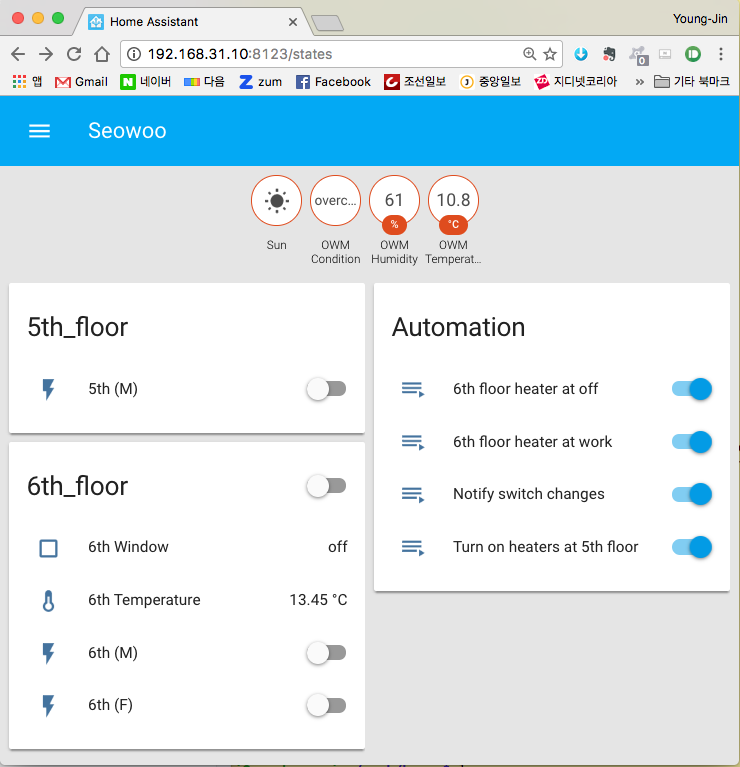 Home Assistant
Young-Jin
192.168.31.10:8123/states
0
앱 Gmail 네이버 다음 zum Facebook 조선일보 중앙일보 지디넷코리아 » 기타 북마크
Seowoo
overc... 61 10.8
% °C
Sun OWM Condition OWM Humidity OWM Temperat...
5th_floor
5th (M)
6th_floor
6th Window off
6th Temperature 13.45 °C
6th (M)
6th (F)
Automation
6th floor heater at off
6th floor heater at work
Notify switch changes
Turn on heaters at 5th floor